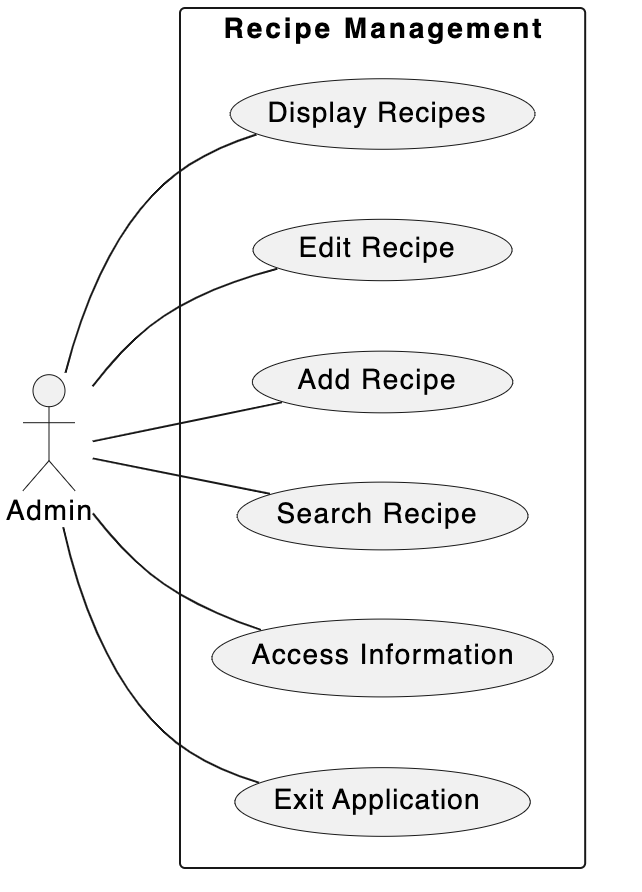 Recipe Management
Display Recipes
Edit Recipe
Add Recipe
Search Recipe
Admin
Access Information
Exit Application